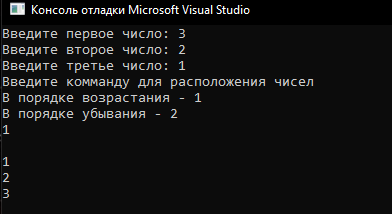 Консоль отладки Microsoft Visual Studio
Введите первое число: 3
Введите второе число: 2
Введите третье число: 1
Введите комманду для расположения чисел
В порядке возрастания - 1
В порядке убывания - 2
1
1
2
3